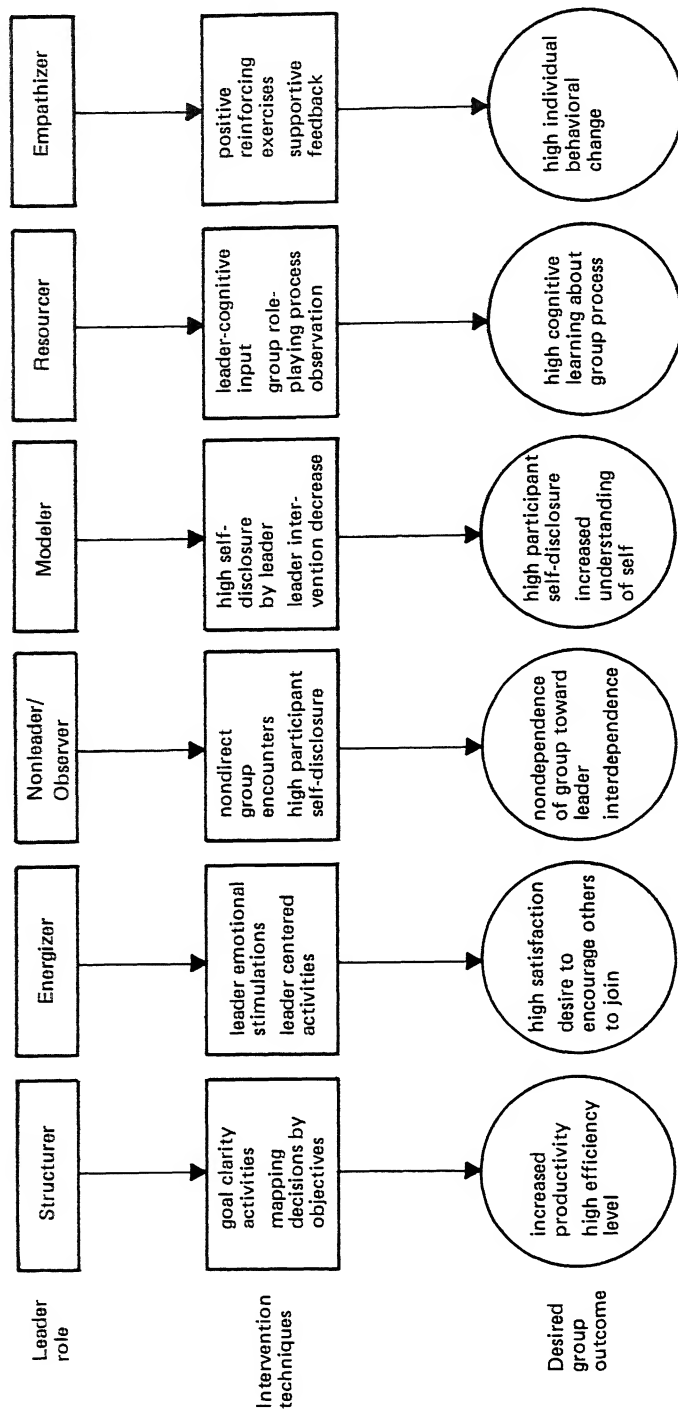 Leader
role
Structurer
Energizer
Nonleader/
Observer
Modeler
Resourcer
Empathizer
Intervention
techniques
goal clarity
activities
mapping
decisions by
objectives
leader emotional
stimulations
leader centered
activities
nondirect
group
encounters
high participant
self-disclosure
high self-
disclosure
by leader
leader inter-
vention decrease
leader-cognitive
input
group role-
playing process
observation
positive
reinforcing
exercises
supportive
feedback
Desired
group
outcome
increased
productivity
high efficiency
level
high satisfaction
desire to
encourage others
to join
nondependence
of group toward
leader
interdependence
high participant
self-disclosure
increased
understanding
of self
high cognitive
learning about
group process
high individual
behavioral
change